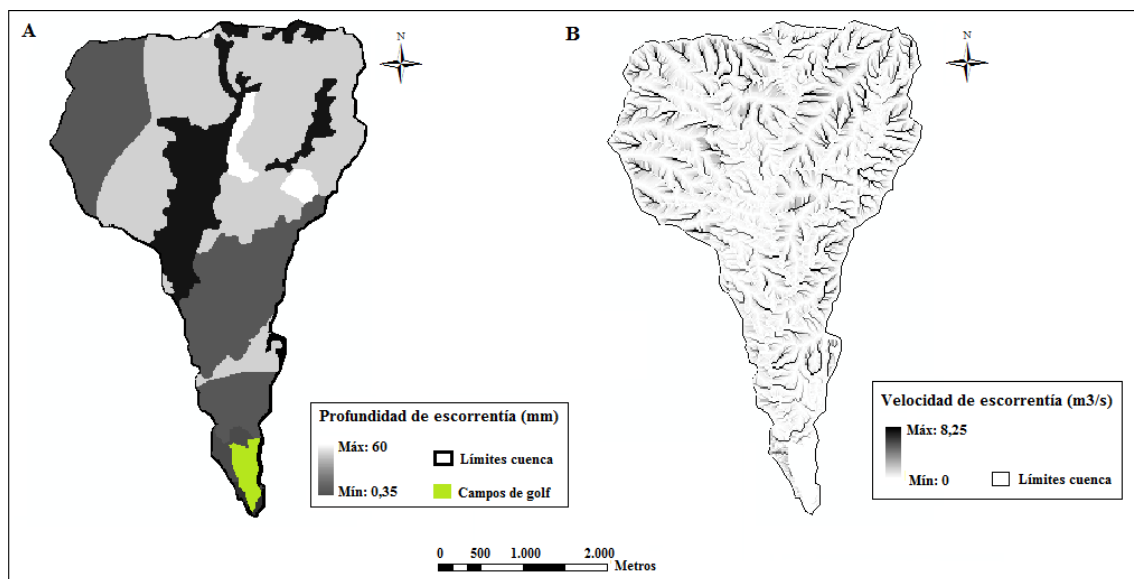 A
N
B
N
Profundidad de escorrentía (mm)
Máx: 60
Mín: 0,35
Límites cuenca
Campos de golf
Velocidad de escorrentía (m3/s)
Máx: 8,25
Mín: 0
Límites cuenca
0 500 1.000 2.000
Metros